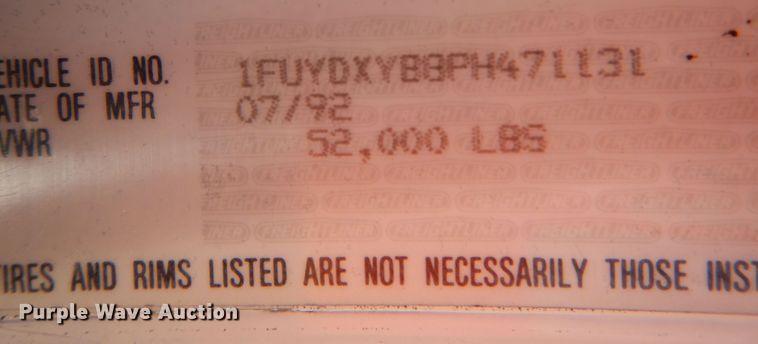 EHICLE ID NO. 1FUYDXYB8PH471131
ATE OF MFR 07/92
VWR 52,000 LBS
TIRES AND RIMS LISTED ARE NOT NECESSARILY THOSE INST
Purple Wave Auction